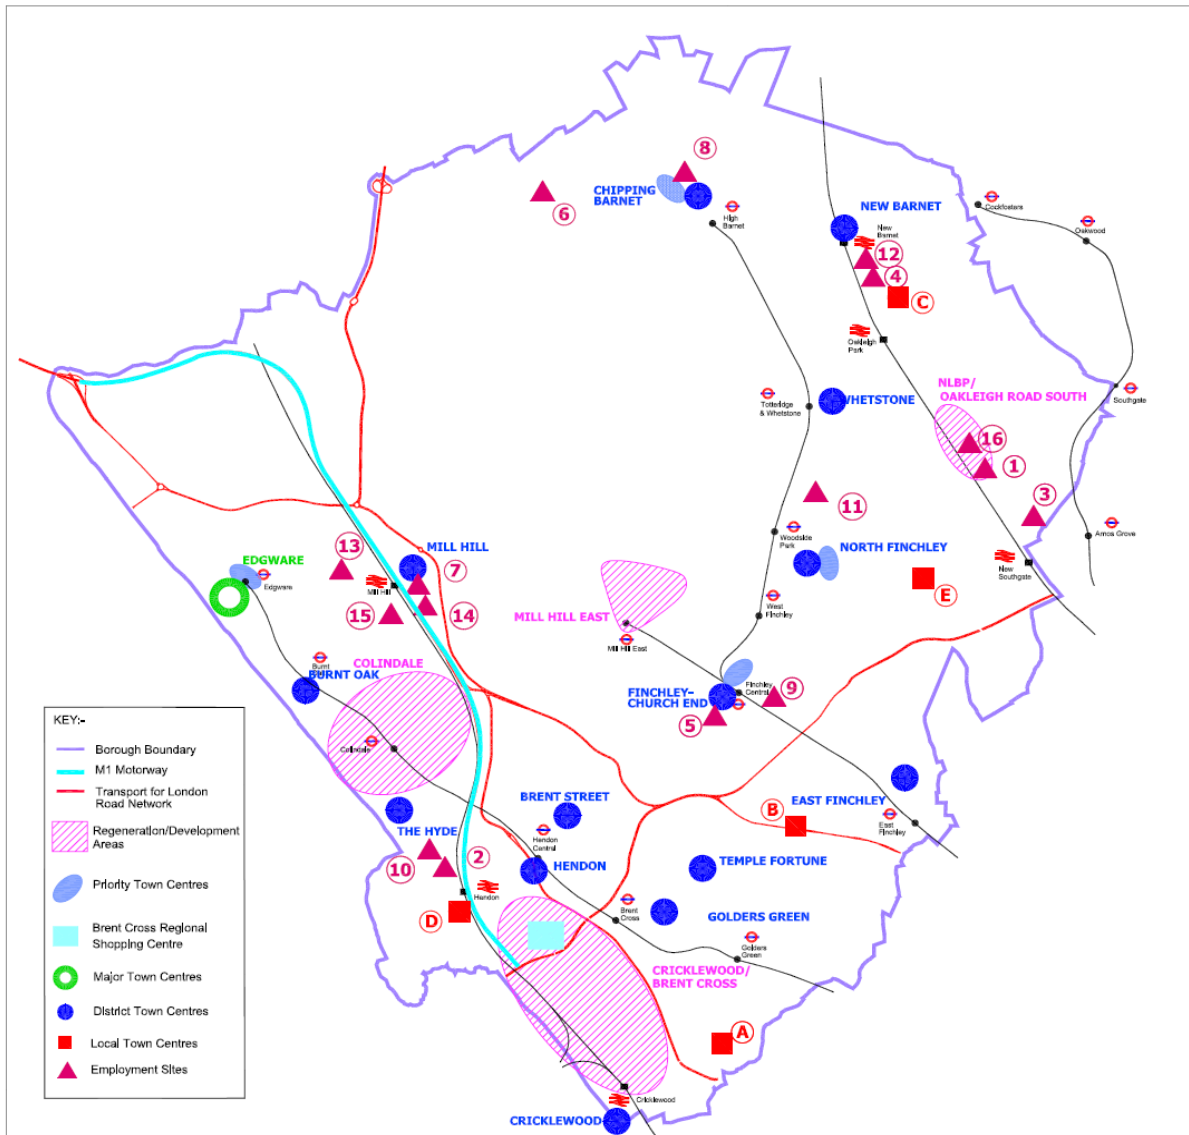 8
CHIPPING
BARNET
6
High
Barnet
NEW BARNET
New
Barnet
Cockfosters
Oakwood
12
4
C
Oakleigh
Park
NLBP/
OAKLEIGH ROAD SOUTH
Totteridge
& Whetstone
WHETSTONE
Southgate
16
1
3
11
Arnos Grove
Woodside
Park
NORTH FINCHLEY
New
Southgate
E
EDGWARE
Edgware
13
MILL HILL
7
Mill Hill
15
14
MILL HILL EAST
Mill Hill East
West
Finchley
COLINDALE
Burnt
BURNT OAK
Colindale
FINCHLEY–
CHURCH END
Finchley
Central
9
5
KEY:-
Borough Boundary
M1 Motorway
Transport for London
Road Network
Regeneration/Development
Areas
Priority Town Centres
Brent Cross Regional
Shopping Centre
Major Town Centres
District Town Centres
Local Town Centres
Employment Sites
BRENT STREET
THE HYDE
Hendon
Central
HENDON
10
2
Hendon
D
EAST FINCHLEY
East
Finchley
B
TEMPLE FORTUNE
GOLDERS GREEN
Brent
Cross
Golders
Green
CRICKLEWOOD/
BRENT CROSS
A
Cricklewood
CRICKLEWOOD